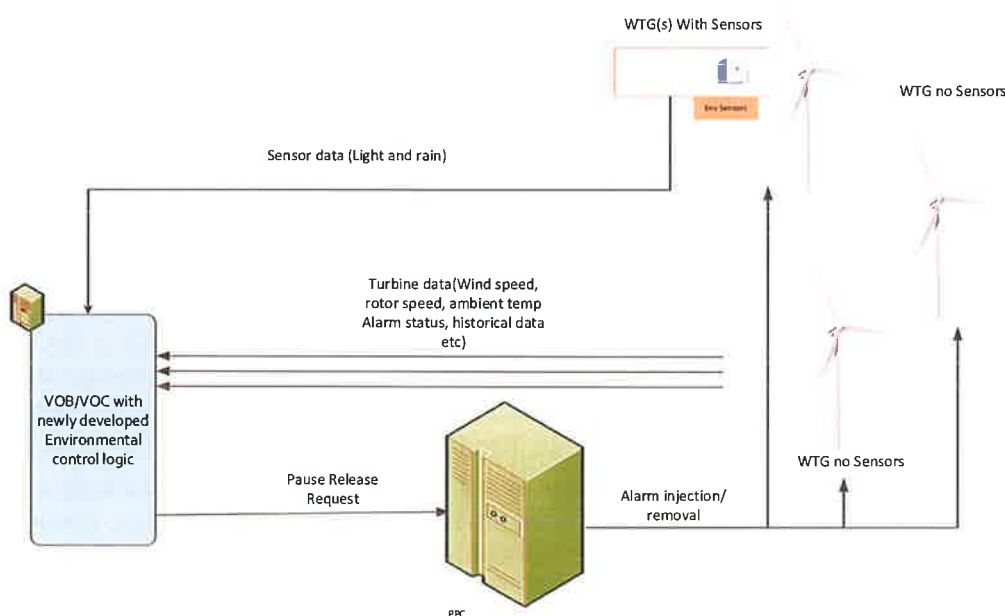 WTG(s) With Sensors
WTG no Sensors
Env Sensors
Sensor data (Light and rain)
Turbine data(Wind speed,
rotor speed, ambient temp
Alarm status, historical data
etc)
VOB/VOC with
newly developed
Environmental
control logic
WTG no Sensors
Pause Release
Request
Alarm injection/
removal
PPC